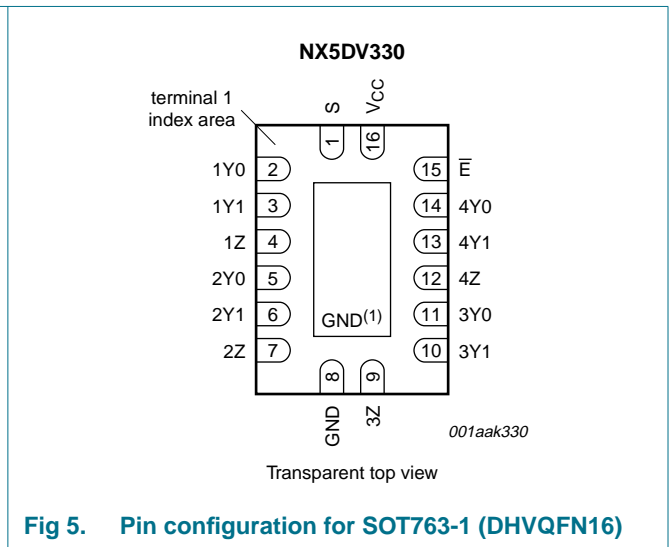 NX5DV330
terminal 1
index area
S
VCC
1
16
1Y0 2
15 E̅
1Y1 3
14 4Y0
1Z 4
13 4Y1
2Y0 5
12 4Z
2Y1 6
11 3Y0
GND(1)
2Z 7
10 3Y1
8
9
GND
3Z
001aak330
Transparent top view
Fig 5. Pin configuration for SOT763-1 (DHVQFN16)